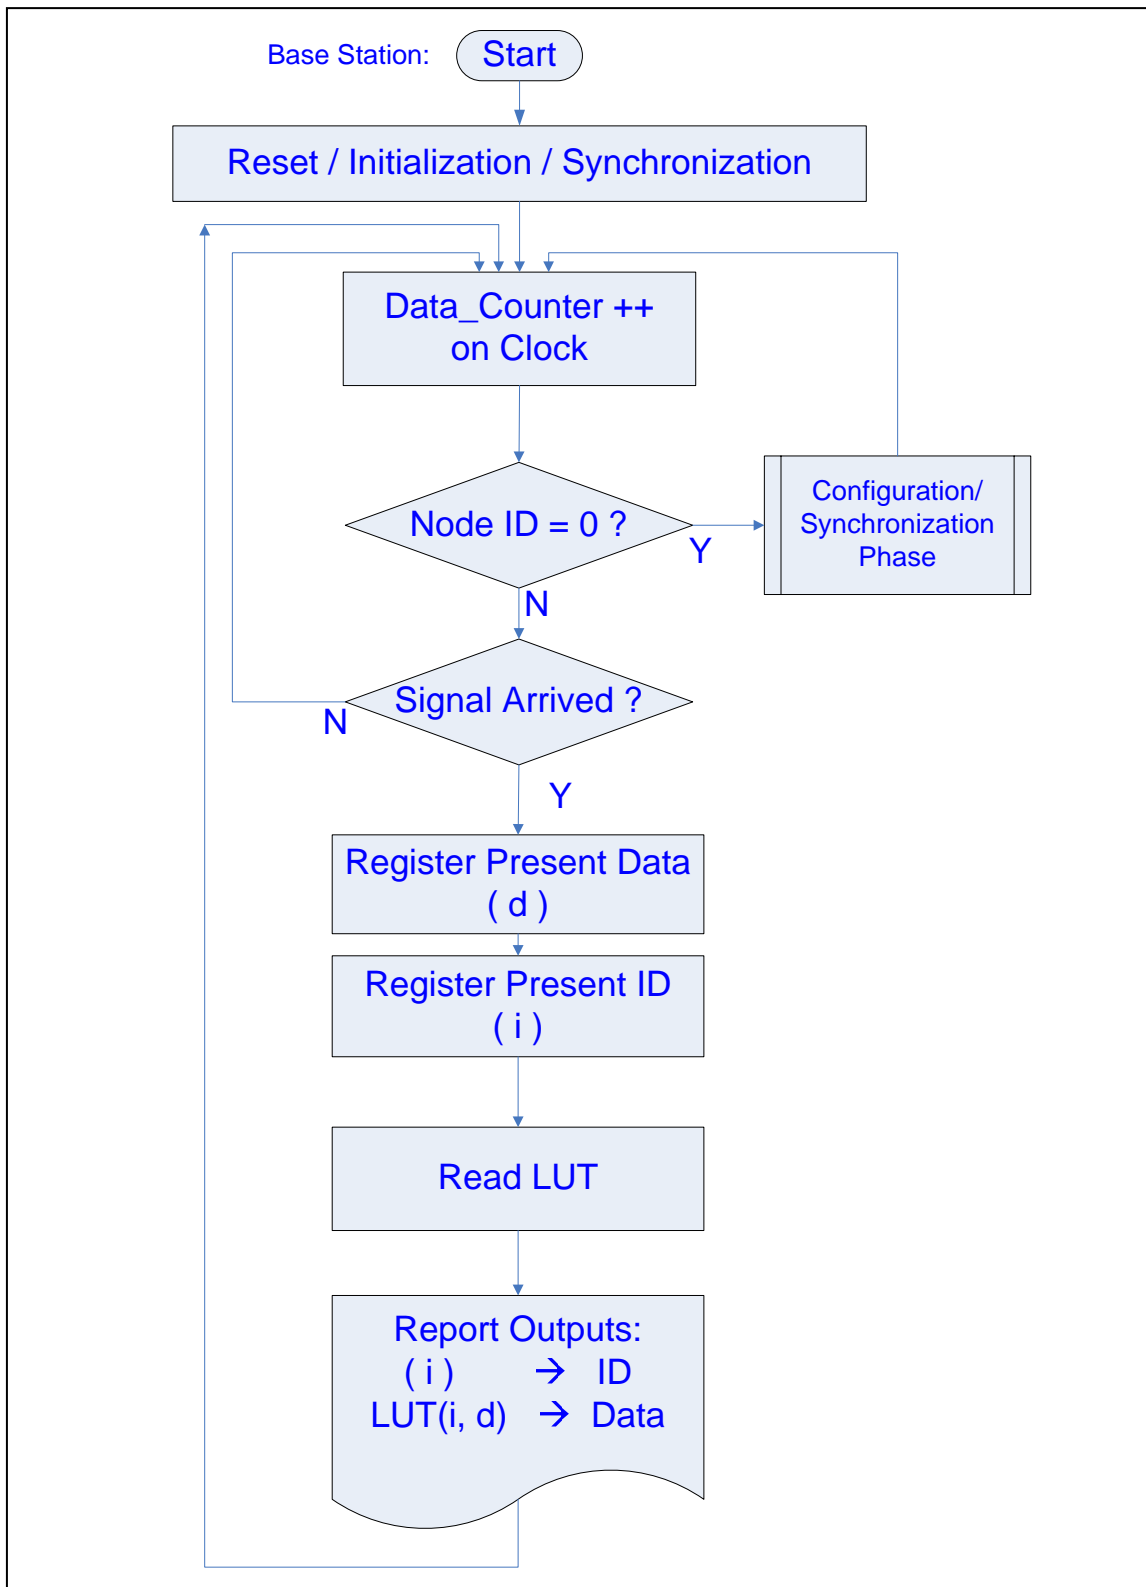 Base Station:
Start
Reset / Initialization / Synchronization
Data_Counter ++
on Clock
Node ID = 0 ?
Y
Configuration/
Synchronization
Phase
N
Signal Arrived ?
N
Y
Register Present Data
( d )
Register Present ID
( i )
Read LUT
Report Outputs:
( i ) → ID
LUT(i, d) → Data